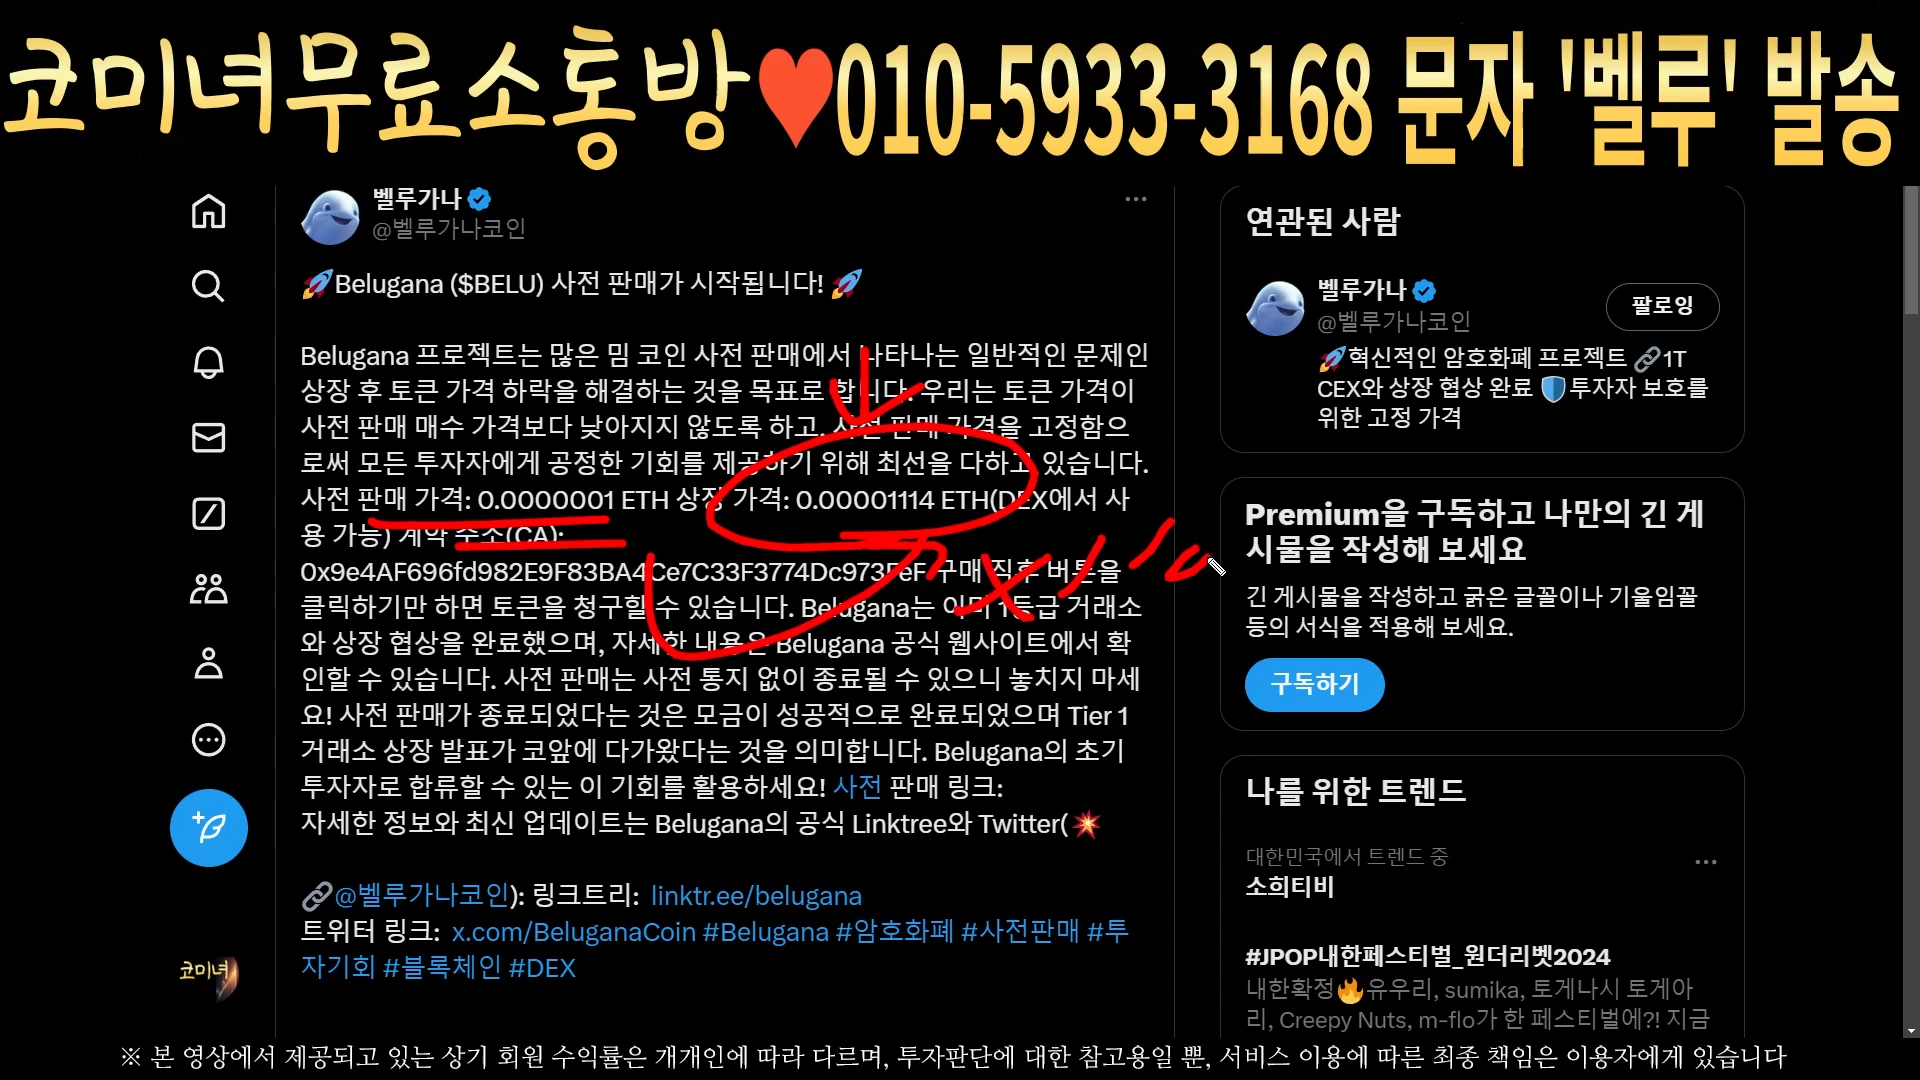 코미녀무료소통방♥010-5933-3168 문자 '벨루' 발송
벨루가나
@벨루가나코인
🚀Belugana ($BELU) 사전 판매가 시작됩니다! 🚀
Belugana 프로젝트는 많은 밈 코인 사전 판매에서 나타나는 일반적인 문제인
상장 후 토큰 가격 하락을 해결하는 것을 목표로 합니다. 우리는 토큰 가격이
사전 판매 매수 가격보다 낮아지지 않도록 하고, 사전 판매 가격을 고정함으
로써 모든 투자자에게 공정한 기회를 제공하기 위해 최선을 다하고 있습니다.
사전 판매 가격: 0.0000001 ETH 상장 가격: 0.00001114 ETH(DEX에서 사
용 가능) 계약 주소(CA):
0x9e4AF696fd982E9F83BA4Ce7C33F3774Dc973FeF 구매 직후 버튼을
클릭하기만 하면 토큰을 청구할 수 있습니다. Belugana는 이미 1등급 거래소
와 상장 협상을 완료했으며, 자세한 내용은 Belugana 공식 웹사이트에서 확
인할 수 있습니다. 사전 판매는 사전 통지 없이 종료될 수 있으니 놓치지 마세
요! 사전 판매가 종료되었다는 것은 모금이 성공적으로 완료되었으며 Tier 1
거래소 상장 발표가 코앞에 다가왔다는 것을 의미합니다. Belugana의 초기
투자자로 합류할 수 있는 이 기회를 활용하세요! 사전 판매 링크:
자세한 정보와 최신 업데이트는 Belugana의 공식 Linktree와 Twitter(💥
🔗@벨루가나코인): 링크트리: linktr.ee/belugana
트위터 링크: x.com/BeluganaCoin #Belugana #암호화폐 #사전판매 #투
자기회 #블록체인 #DEX
코미녀
연관된 사람
벨루가나
@벨루가나코인
팔로잉
🚀혁신적인 암호화폐 프로젝트 🔗1T
CEX와 상장 협상 완료 🛡️투자자 보호를
위한 고정 가격
Premium을 구독하고 나만의 긴 게
시물을 작성해 보세요
긴 게시물을 작성하고 굵은 글꼴이나 기울임꼴
등의 서식을 적용해 보세요.
구독하기
나를 위한 트렌드
대한민국에서 트렌드 중
소희티비
#JPOP내한페스티벌_원더리벳2024
내한확정🔥유우리, sumika, 토게나시 토게아
리, Creepy Nuts, m-flo가 한 페스티벌에?! 지금
※ 본 영상에서 제공되고 있는 상기 회원 수익률은 개개인에 따라 다르며, 투자판단에 대한 참고용일 뿐, 서비스 이용에 따른 최종 책임은 이용자에게 있습니다